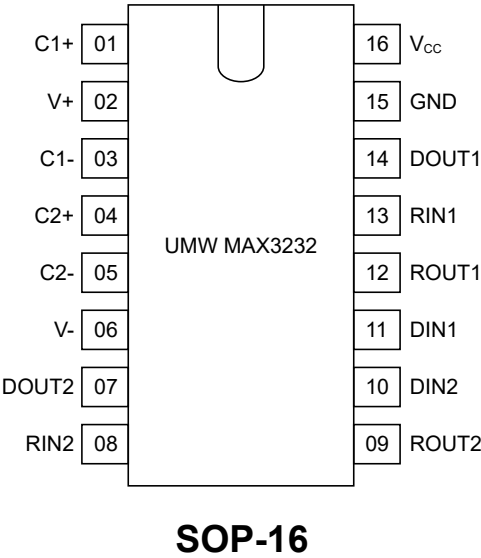 C1+ 01 16 VCC
V+ 02 15 GND
C1- 03 14 DOUT1
C2+ 04 13 RIN1
UMW MAX3232
C2- 05 12 ROUT1
V- 06 11 DIN1
DOUT2 07 10 DIN2
RIN2 08 09 ROUT2
SOP-16